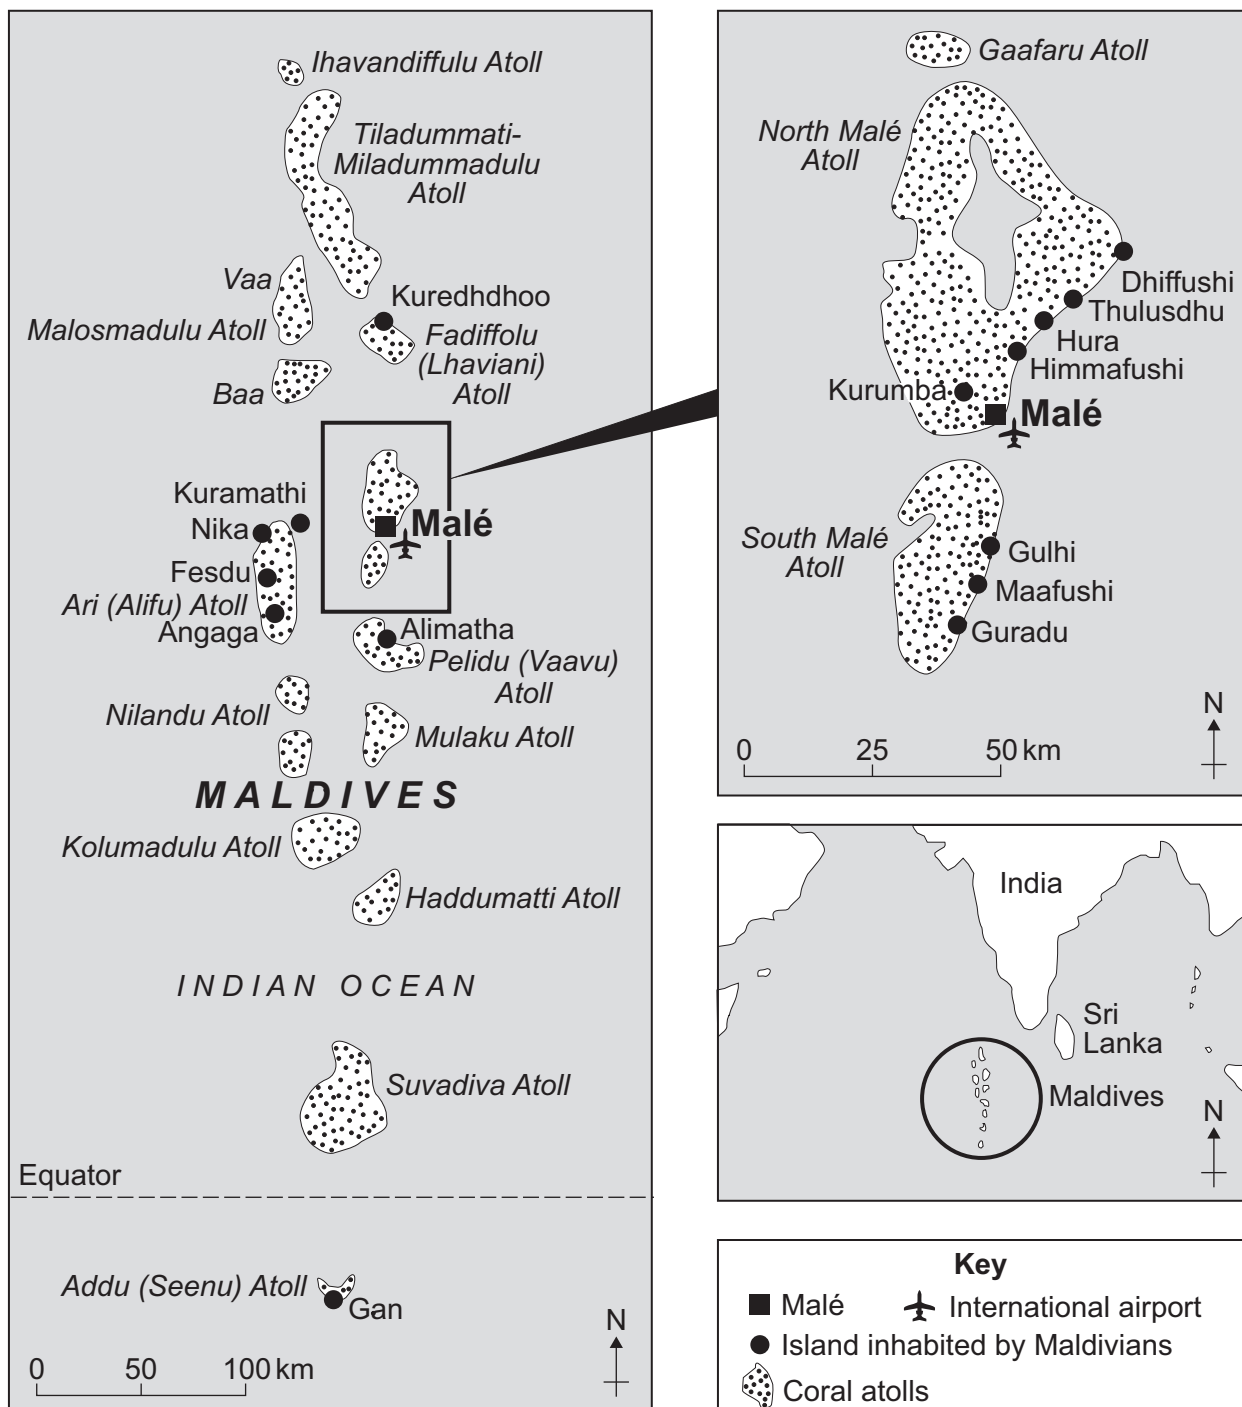 Ihavandiffulu Atoll
Tiladummati-
Miladummadulu
Atoll
Vaa
Malosmadulu Atoll
Baa
Kuredhdhoo
Fadiffolu
(Lhaviani)
Atoll
Kuramathi
Nika
Fesdu
Ari (Alifu) Atoll
Angaga
Malé
Alimatha
Pelidu (Vaavu)
Atoll
Nilandu Atoll
Mulaku Atoll
MALDIVES
Kolumadulu Atoll
Haddumatti Atoll
INDIAN OCEAN
Suvadiva Atoll
Equator
Addu (Seenu) Atoll
Gan
N
0 50 100 km
Gaafaru Atoll
North Malé
Atoll
Dhiffushi
Thulusdhu
Hura
Himmafushi
Kurumba
Malé
South Malé
Atoll
Gulhi
Maafushi
Guradu
N
0 25 50 km
India
Sri
Lanka
Maldives
N
Key
Malé International airport
Island inhabited by Maldivians
Coral atolls